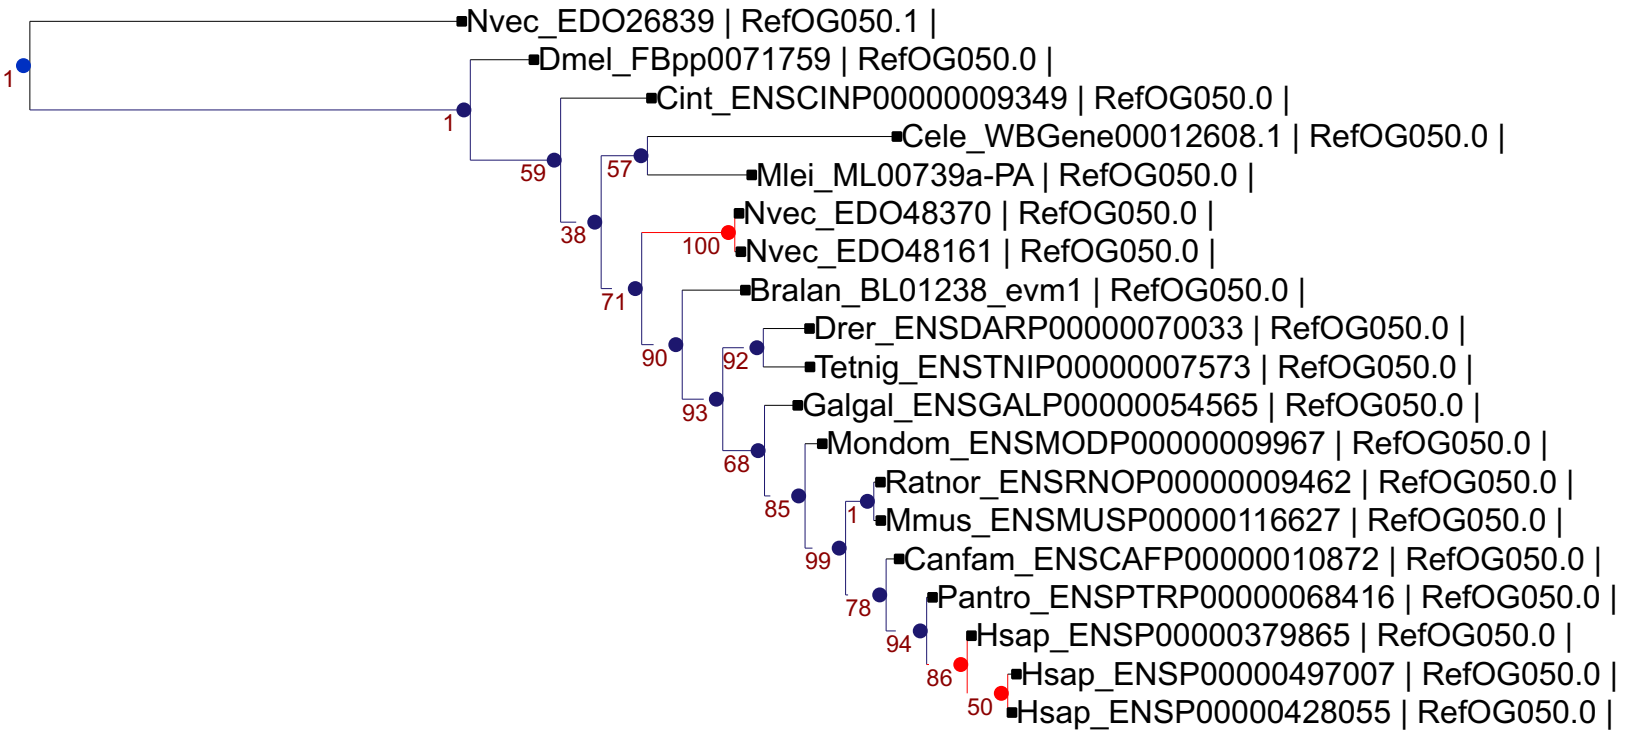 Nvec_EDO26839 | RefOG050.1 |
1
Dmel_FBpp0071759 | RefOG050.0 |
1
Cint_ENSCINP00000009349 | RefOG050.0 |
59
Cele_WBGene00012608.1 | RefOG050.0 |
57
Mlei_ML00739a-PA | RefOG050.0 |
38
Nvec_EDO48370 | RefOG050.0 |
100
Nvec_EDO48161 | RefOG050.0 |
71
Bralan_BL01238_evm1 | RefOG050.0 |
90
Drer_ENSDARP00000070033 | RefOG050.0 |
92
Tetnig_ENSTNIP00000007573 | RefOG050.0 |
93
Galgal_ENSGALP00000054565 | RefOG050.0 |
68
Mondom_ENSMODP00000009967 | RefOG050.0 |
85
Ratnor_ENSRNOP00000009462 | RefOG050.0 |
1
Mmus_ENSMUSP00000116627 | RefOG050.0 |
99
Canfam_ENSCAFP00000010872 | RefOG050.0 |
78
Pantro_ENSPTRP00000068416 | RefOG050.0 |
94
Hsap_ENSP00000379865 | RefOG050.0 |
86
Hsap_ENSP00000497007 | RefOG050.0 |
50
Hsap_ENSP00000428055 | RefOG050.0 |